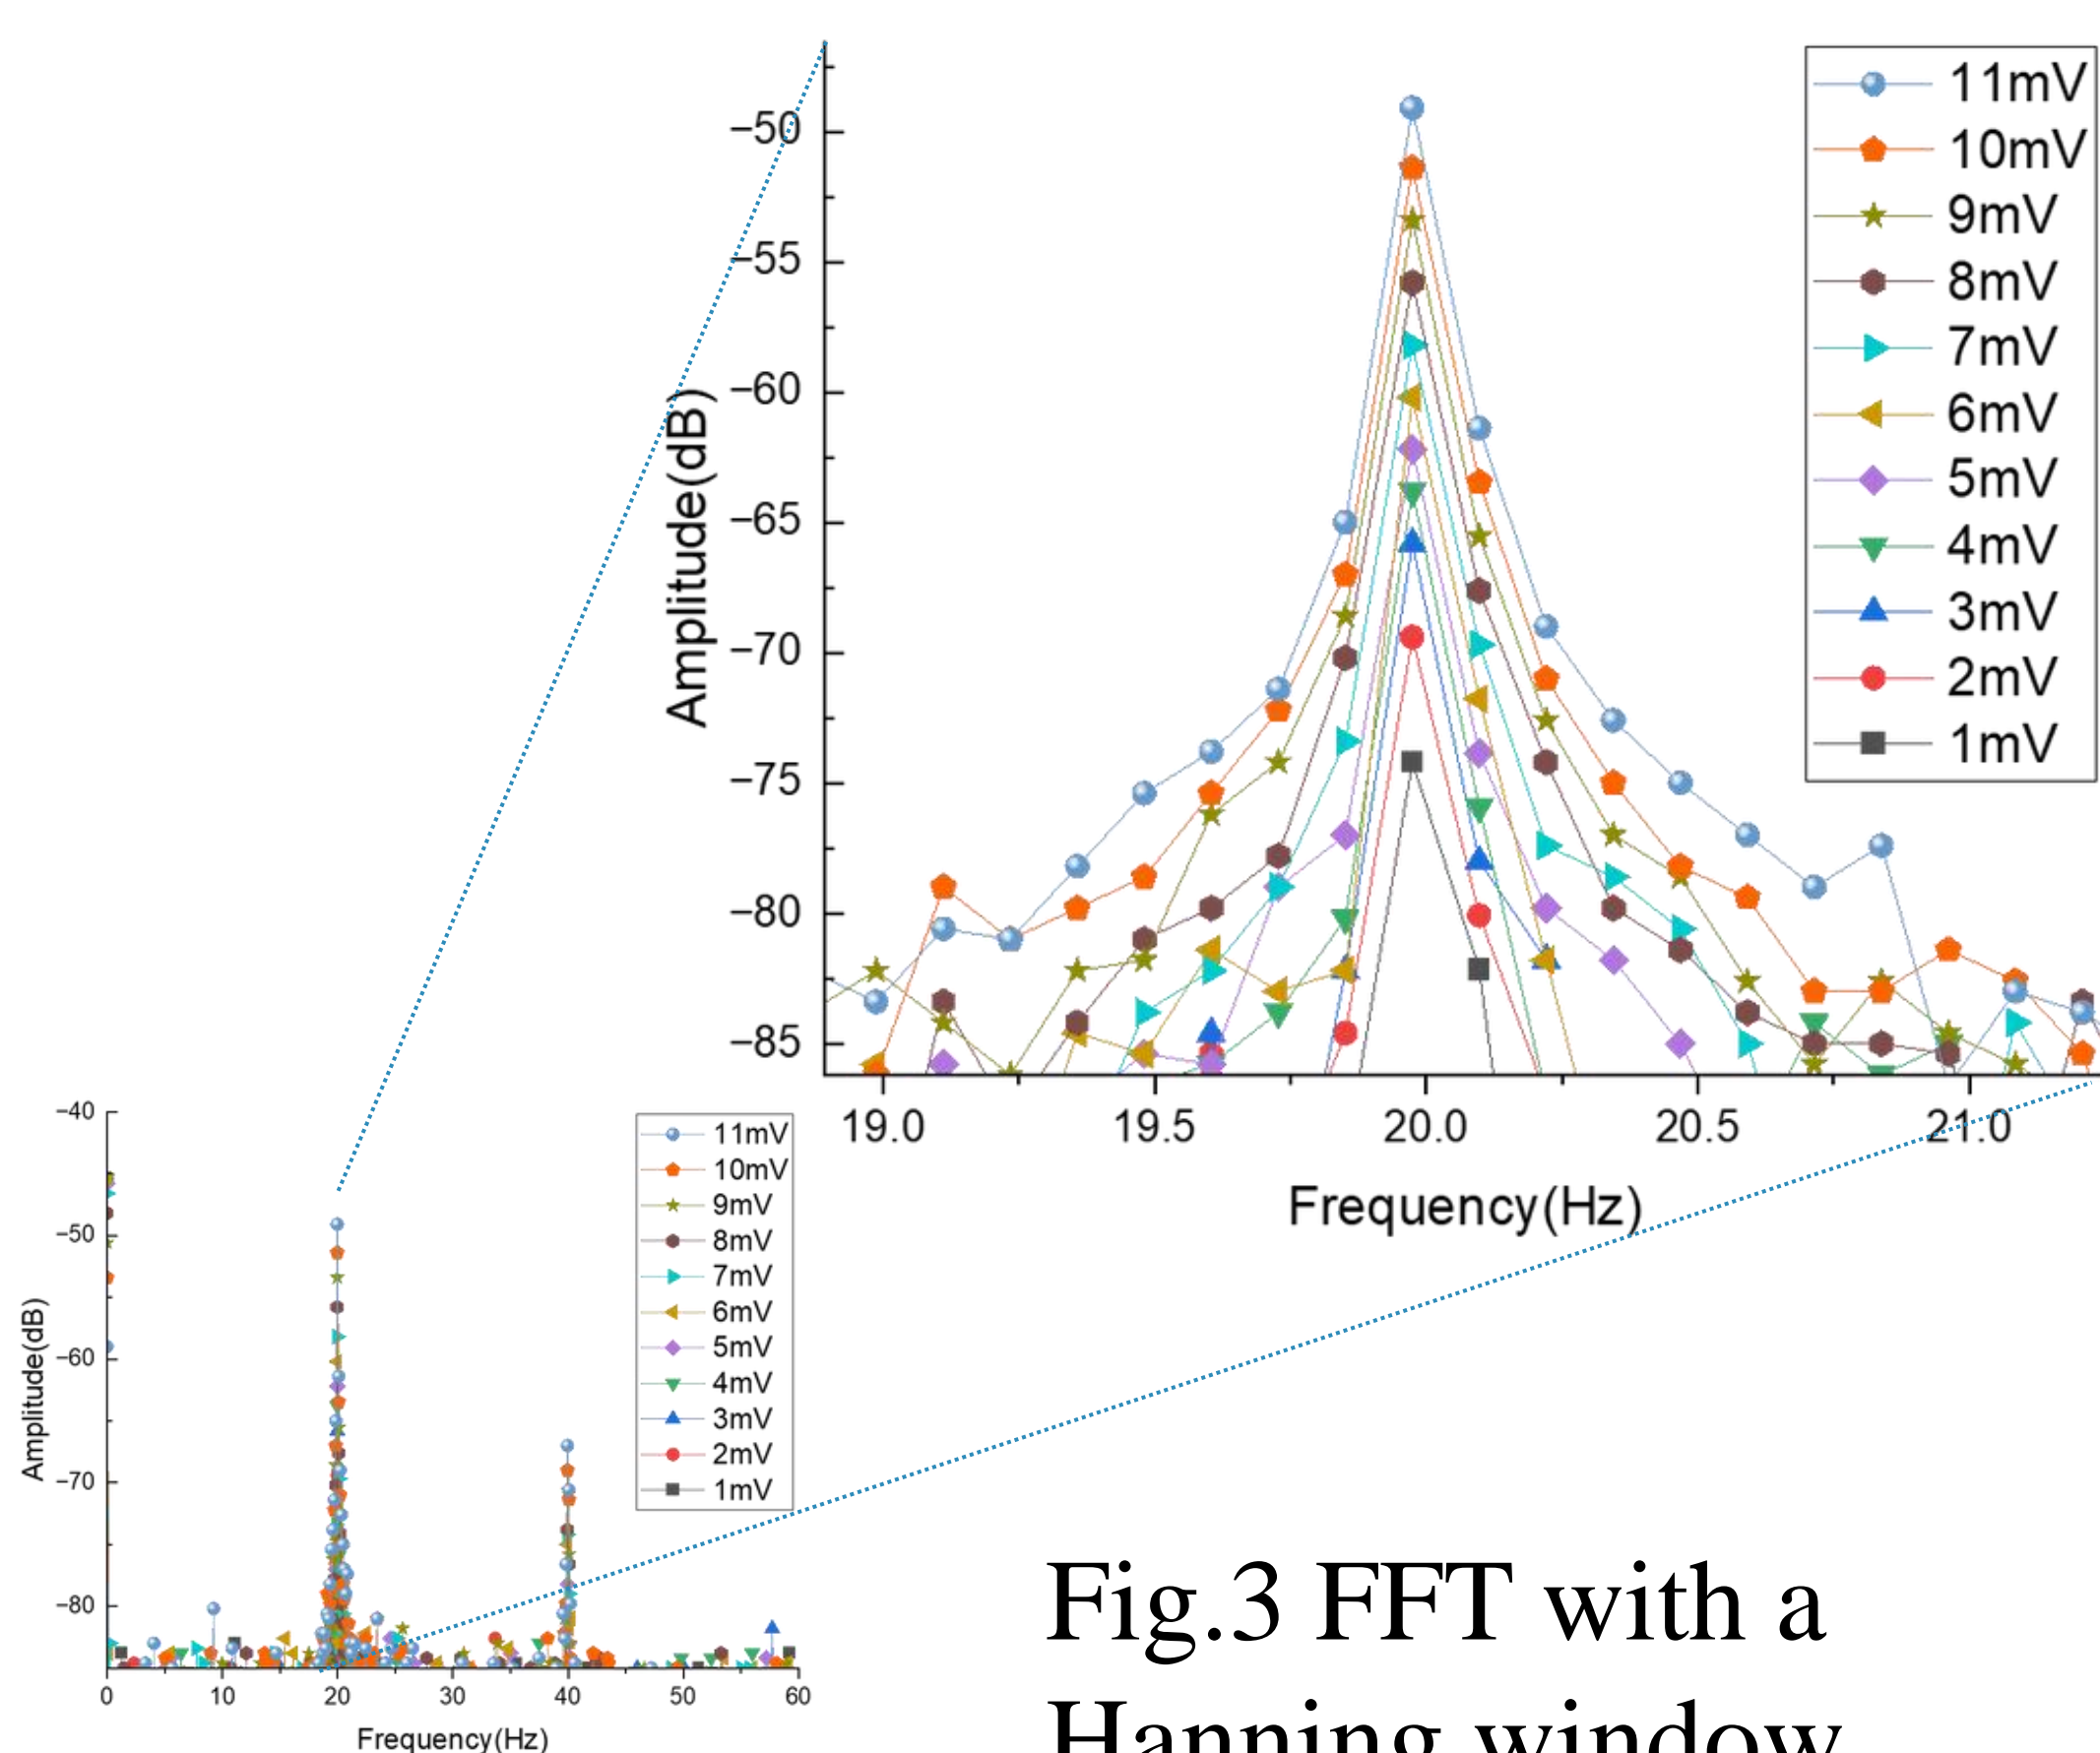 −50
−55
−60
−65
−70
−75
−80
−85
Amplitude(dB)
19.0 19.5 20.0 20.5 21.0
Frequency(Hz)
11mV
10mV
9mV
8mV
7mV
6mV
5mV
4mV
3mV
2mV
1mV
−40
−50
−60
−70
−80
Amplitude(dB)
0 10 20 30 40 50 60
Frequency(Hz)
11mV
10mV
9mV
8mV
7mV
6mV
5mV
4mV
3mV
2mV
1mV
Fig.3 FFT with a
Hanning window